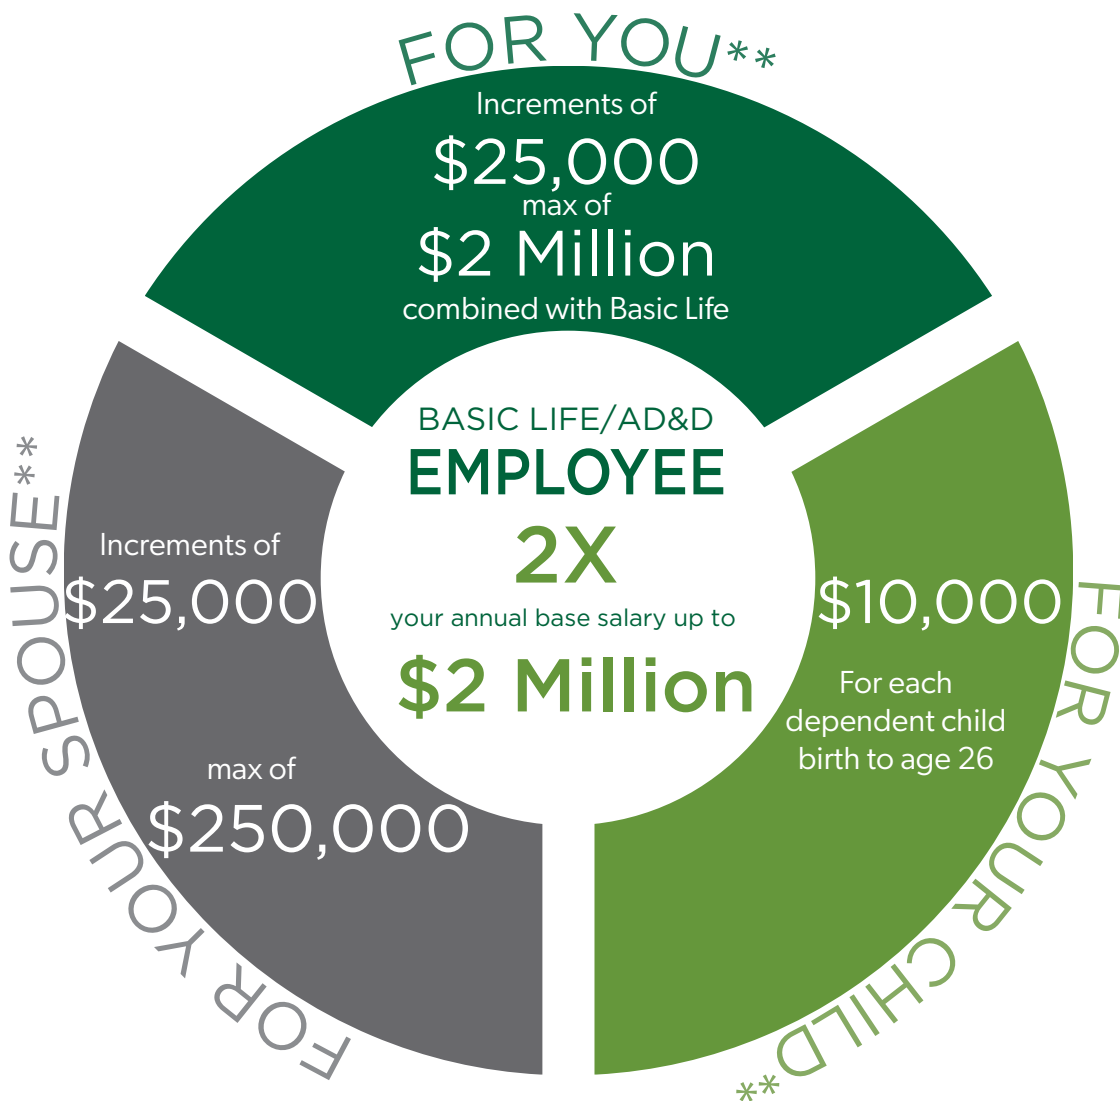 FOR YOU**
Increments of
$25,000
max of
$2 Million
combined with Basic Life
BASIC LIFE/AD&D
EMPLOYEE
2X
your annual base salary up to
$2 Million
FOR YOUR SPOUSE**
Increments of
$25,000
max of
$250,000
FOR YOUR CHILD**
$10,000
For each
dependent child
birth to age 26